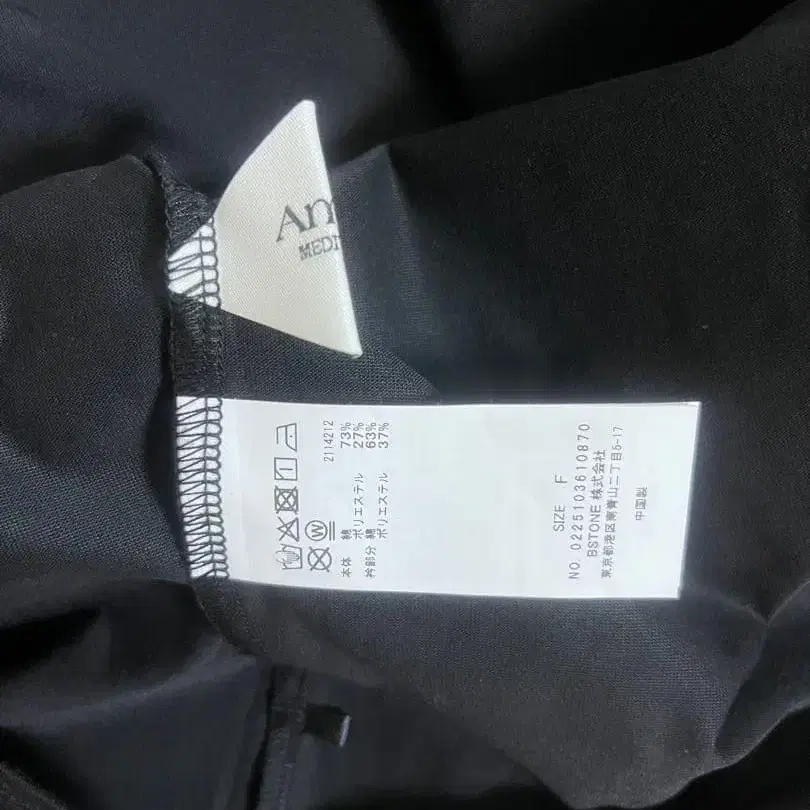 Am
MEDI
2114212
本体 綿 73%
ポリエステル 27%
衿部分 綿 63%
ポリエステル 37%
SIZE F
NO. 0225103610870
BSTONE 株式会社
東京都港区南青山二丁目6-17
中国製